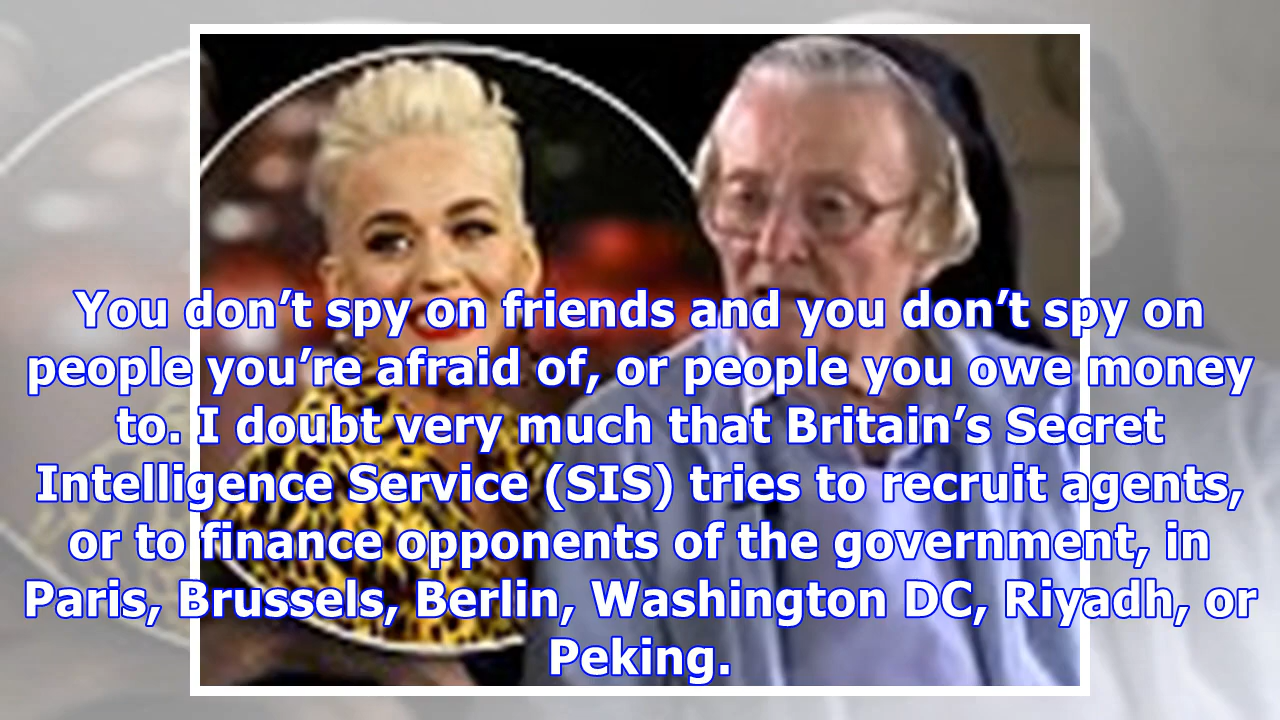 You don’t spy on friends and you don’t spy on
people you’re afraid of, or people you owe money
to. I doubt very much that Britain’s Secret
Intelligence Service (SIS) tries to recruit agents,
or to finance opponents of the government, in
Paris, Brussels, Berlin, Washington DC, Riyadh, or
Peking.